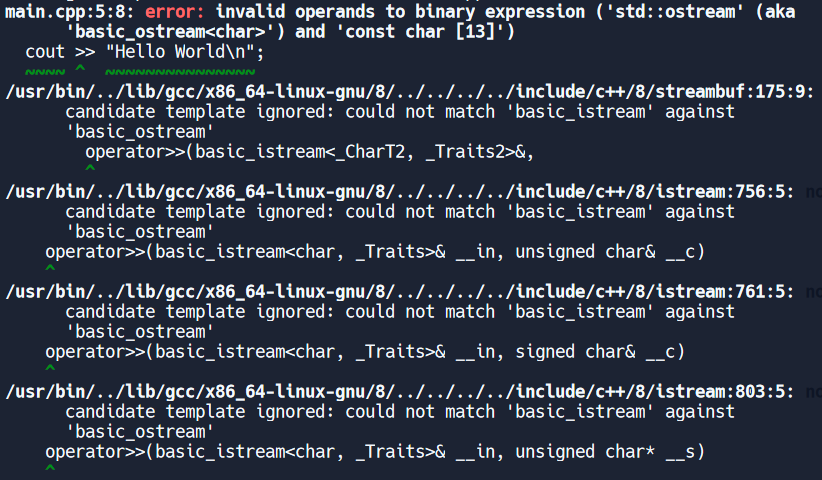 main.cpp:5:8: error: invalid operands to binary expression ('std::ostream' (aka
'basic_ostream<char>') and 'const char [13]')
cout >> "Hello World\n";
~~~~ ^  ~~~~~~~~~~~~~~~
/usr/bin/../lib/gcc/x86_64-linux-gnu/8/../../../../include/c++/8/streambuf:175:9:
candidate template ignored: could not match 'basic_istream' against
'basic_ostream'
operator>>(basic_istream<_CharT2, _Traits2>&,
^
/usr/bin/../lib/gcc/x86_64-linux-gnu/8/../../../../include/c++/8/istream:756:5: no
candidate template ignored: could not match 'basic_istream' against
'basic_ostream'
operator>>(basic_istream<char, _Traits>& __in, unsigned char& __c)
^
/usr/bin/../lib/gcc/x86_64-linux-gnu/8/../../../../include/c++/8/istream:761:5: no
candidate template ignored: could not match 'basic_istream' against
'basic_ostream'
operator>>(basic_istream<char, _Traits>& __in, signed char& __c)
^
/usr/bin/../lib/gcc/x86_64-linux-gnu/8/../../../../include/c++/8/istream:803:5: no
candidate template ignored: could not match 'basic_istream' against
'basic_ostream'
operator>>(basic_istream<char, _Traits>& __in, unsigned char* __s)
^